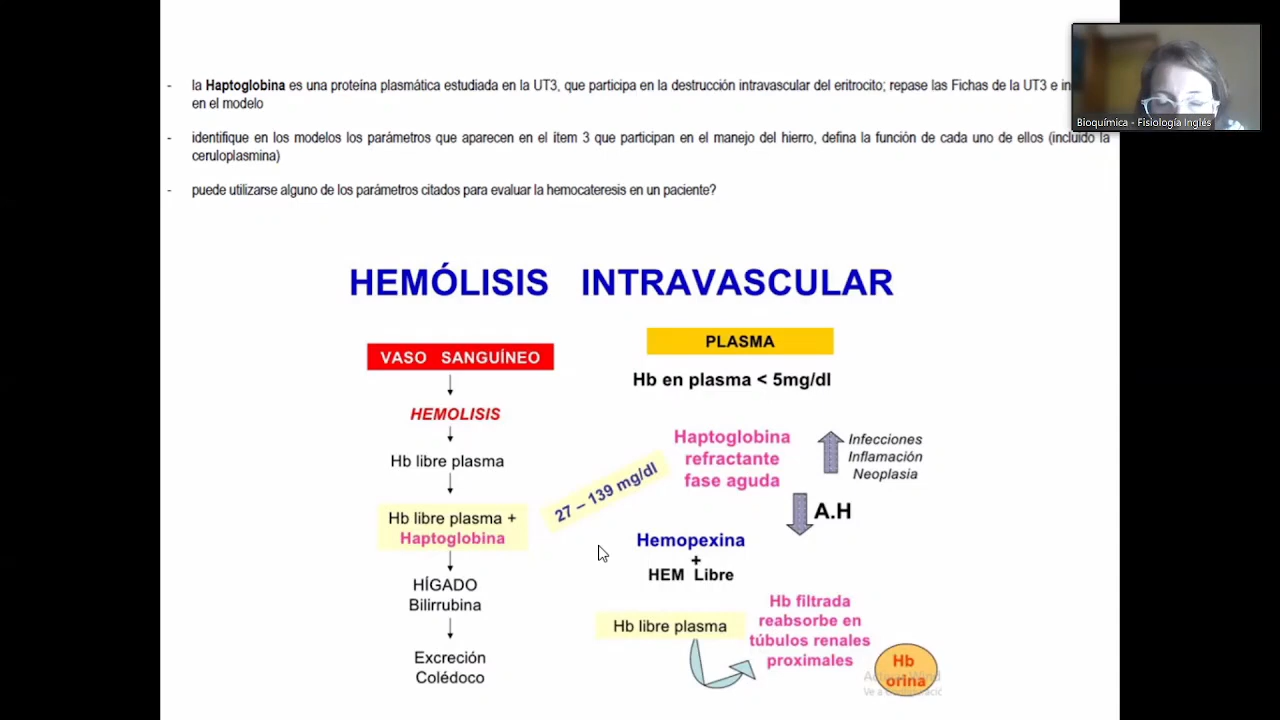 - la Haptoglobina es una proteína plasmática estudiada en la UT3, que participa en la destrucción intravascular del eritrocito; repase las Fichas de la UT3 e
en el modelo
- identifique en los modelos los parámetros que aparecen en el ítem 3 que participan en el manejo del hierro, defina la función de cada uno de ellos (incluído la
ceruloplasmina)
- puede utilizarse alguno de los parámetros citados para evaluar la hemocateresis en un paciente?
Bioquímica - Fisiología Inglés
HEMÓLISIS INTRAVASCULAR
VASO SANGUÍNEO
HEMOLISIS
Hb libre plasma
Hb libre plasma +
Haptoglobina
HÍGADO
Bilirrubina
Excreción
Colédoco
PLASMA
Hb en plasma < 5mg/dl
Haptoglobina
refractante
fase aguda
Infecciones
Inflamación
Neoplasia
27 – 139 mg/dl
A.H
Hemopexina
+
HEM Libre
Hb libre plasma
Hb filtrada
reabsorbe en
túbulos renales
proximales
Hb
orina